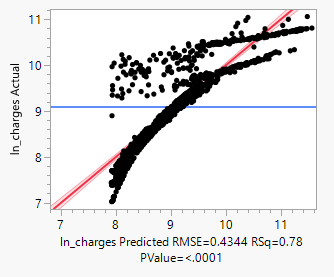 ln_charges Actual
11
10
9
8
7
7 8 9 10 11
ln_charges Predicted RMSE=0.4344 RSq=0.78
PValue=<.0001